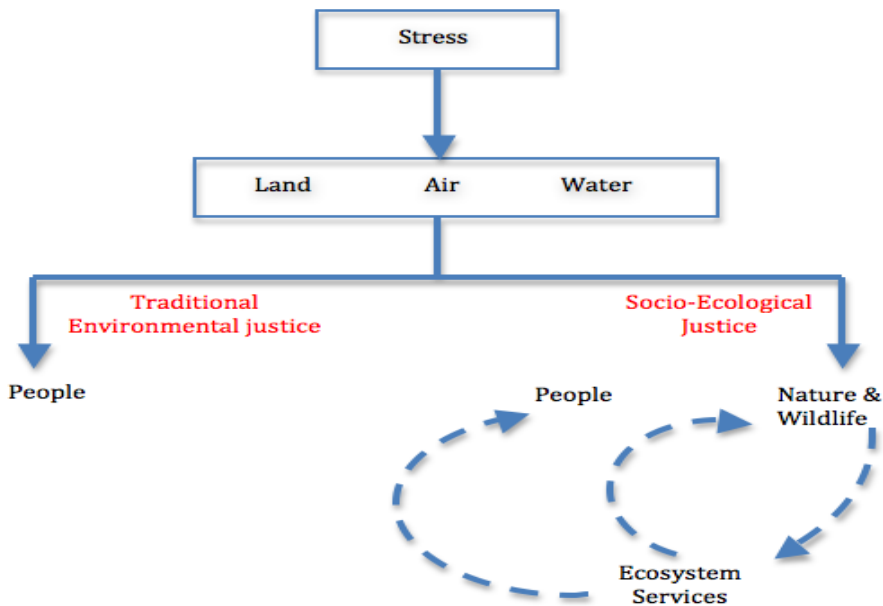 Stress
Land Air Water
Traditional
Environmental justice
Socio-Ecological
Justice
People
People
Nature &
Wildlife
Ecosystem
Services